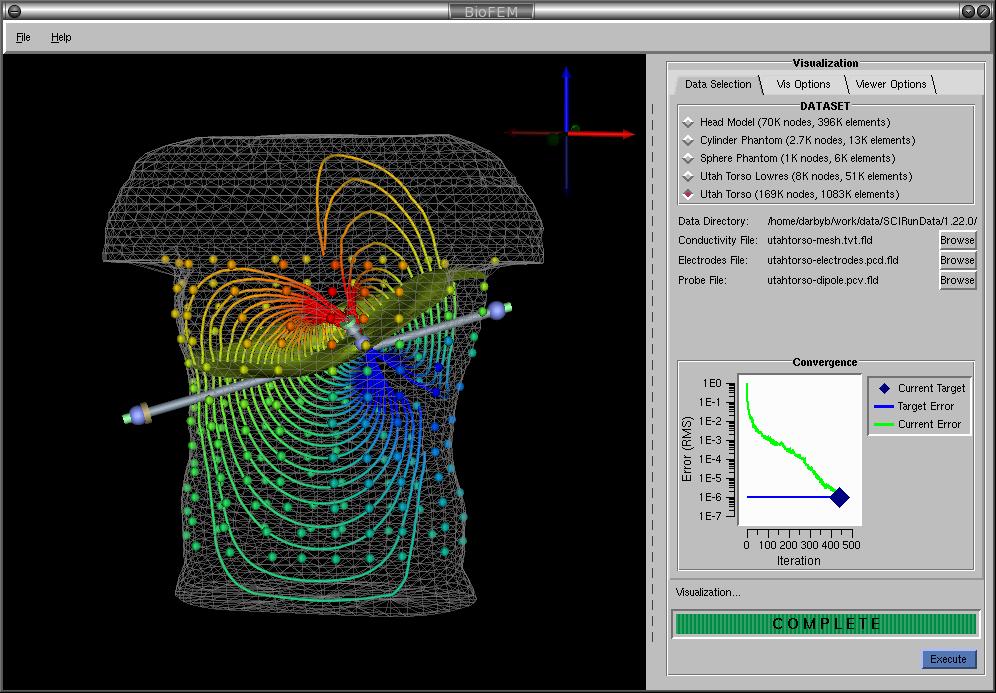 BioFEM
File Help
Visualization
Data Selection Vis Options Viewer Options
DATASET
Head Model (70K nodes, 396K elements)
Cylinder Phantom (2.7K nodes, 13K elements)
Sphere Phantom (1K nodes, 6K elements)
Utah Torso Lowres (8K nodes, 51K elements)
Utah Torso (169K nodes, 1083K elements)
Data Directory: /home/darbyb/work/data/SCIRunData/1.22.0/
Conductivity File: utahtorso-mesh.tvt.fld Browse
Electrodes File: utahtorso-electrodes.pcd.fld Browse
Probe File: utahtorso-dipole.pcv.fld Browse
Convergence
Error (RMS)
1E0
1E-1
1E-2
1E-3
1E-4
1E-5
1E-6
1E-7
0 100 200 300 400 500
Iteration
Current Target
Target Error
Current Error
Visualization...
COMPLETE
Execute